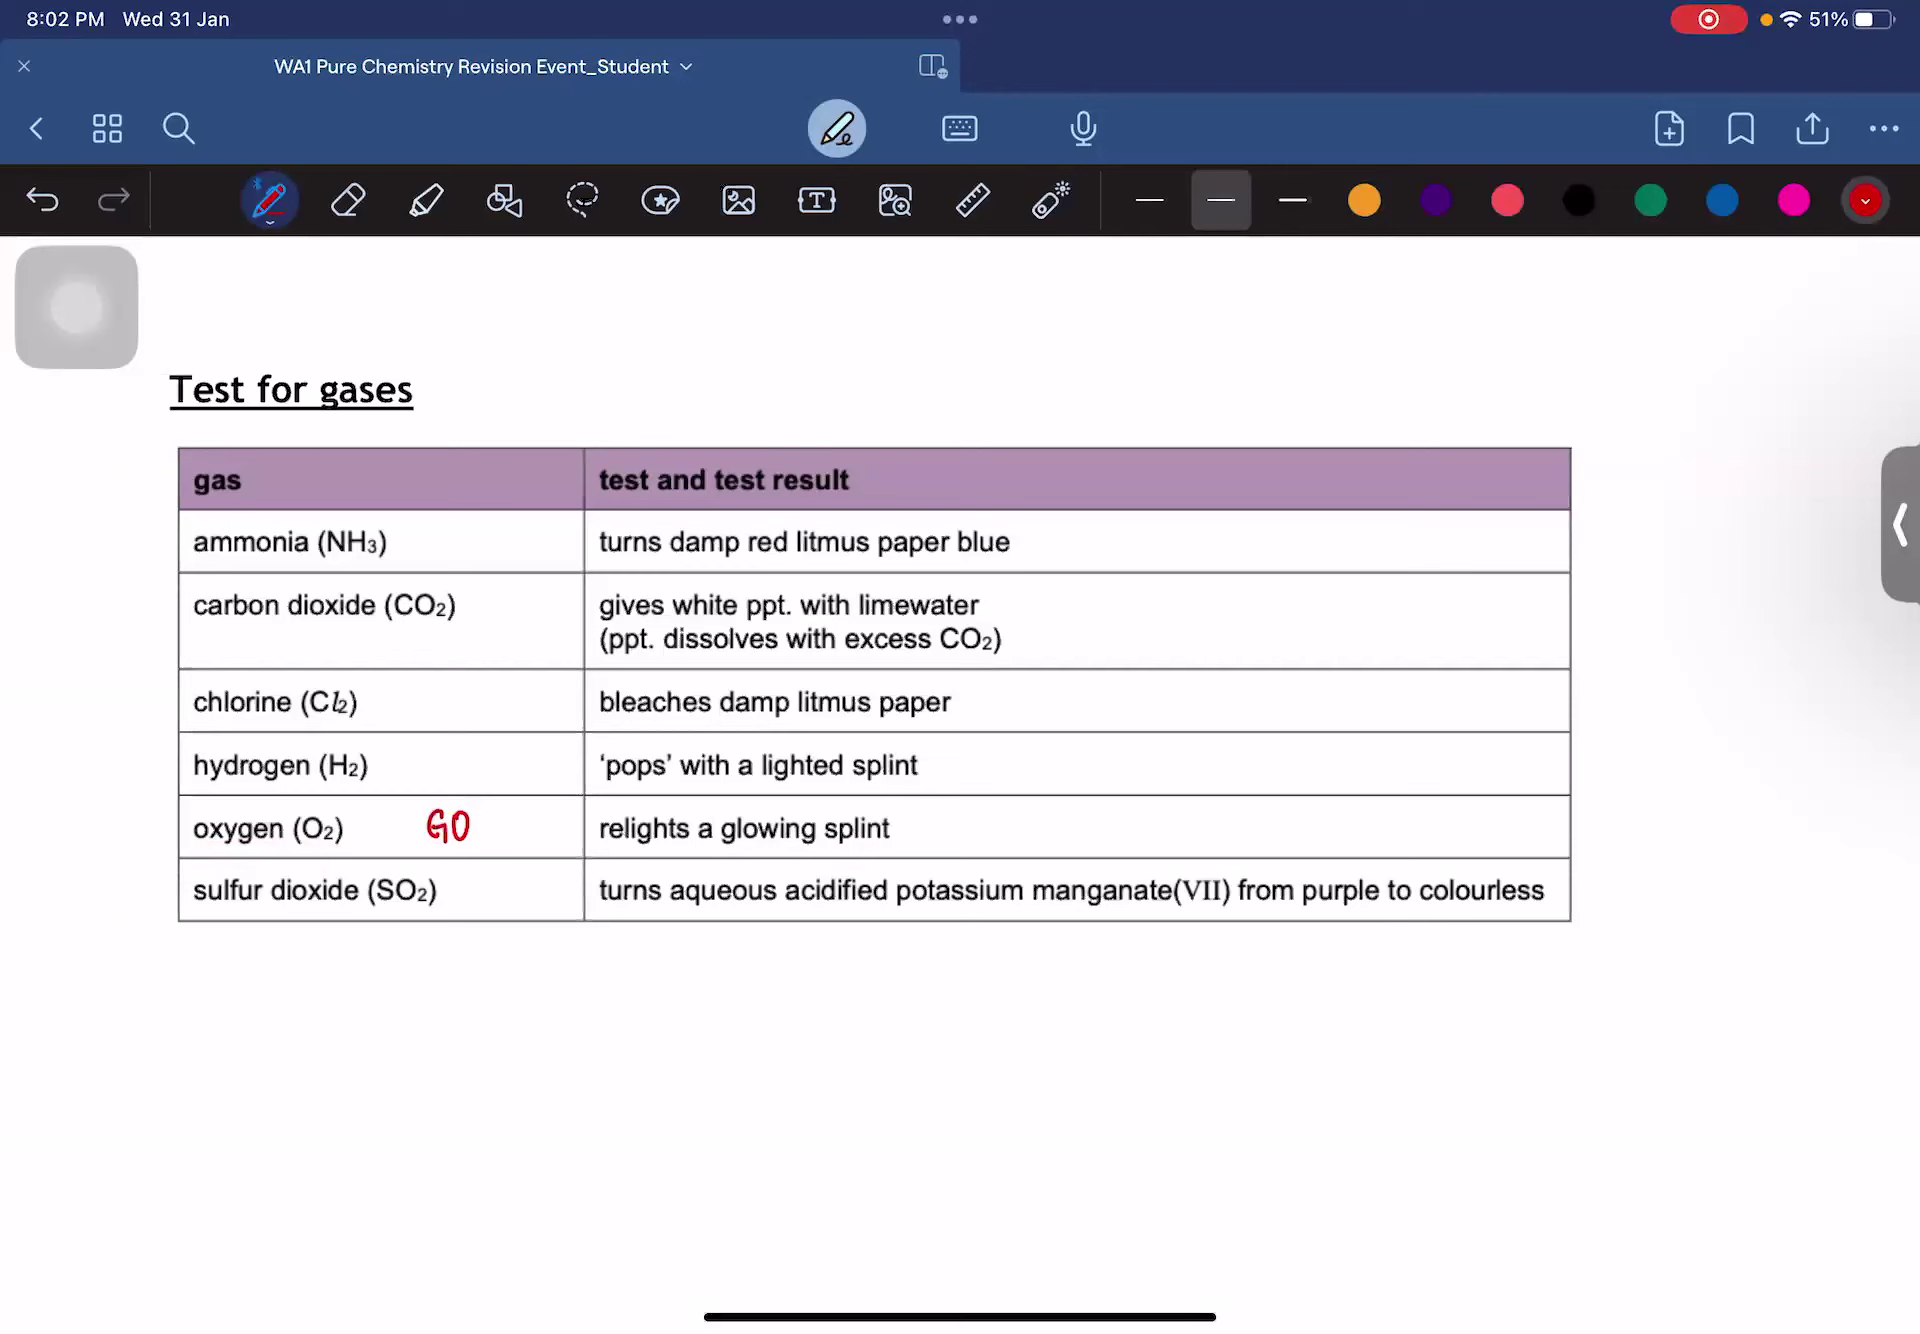 8:02 PM Wed 31 Jan
51%
WA1 Pure Chemistry Revision Event_Student
Test for gases
gas test and test result
ammonia (NH3) turns damp red litmus paper blue
carbon dioxide (CO2) gives white ppt. with limewater
(ppt. dissolves with excess CO2)
chlorine (Cl2) bleaches damp litmus paper
hydrogen (H2) ‘pops’ with a lighted splint
oxygen (O2) GO relights a glowing splint
sulfur dioxide (SO2) turns aqueous acidified potassium manganate(VII) from purple to colourless